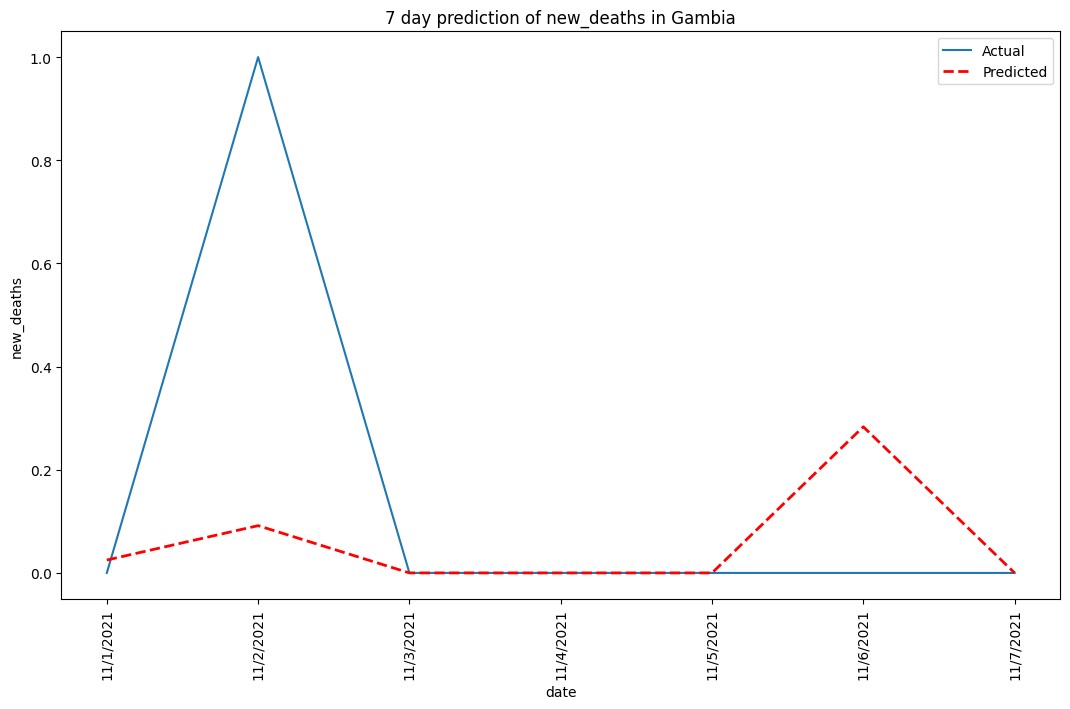 7 day prediction of new_deaths in Gambia
Actual
Predicted
new_deaths
1.0
0.8
0.6
0.4
0.2
0.0
11/1/2021
11/2/2021
11/3/2021
11/4/2021
11/5/2021
11/6/2021
11/7/2021
date